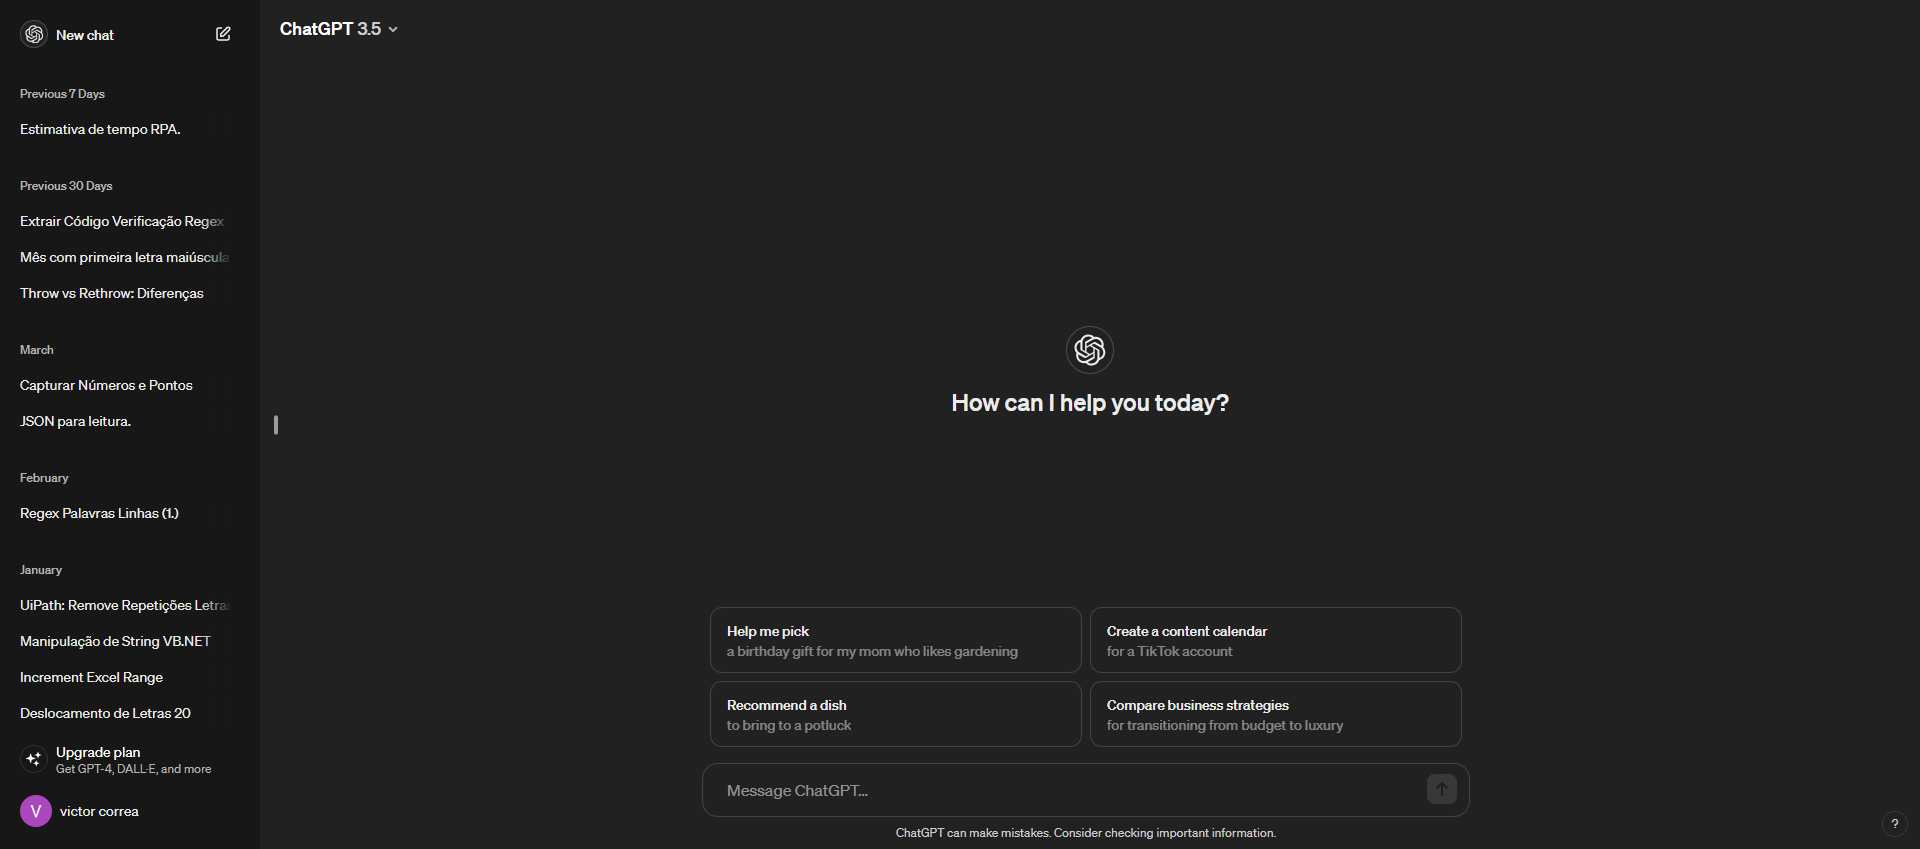 New chat
Previous 7 Days
Estimativa de tempo RPA.
Previous 30 Days
Extrair Código Verificação Regex
Mês com primeira letra maiúscula
Throw vs Rethrow: Diferenças
March
Capturar Números e Pontos
JSON para leitura.
February
Regex Palavras Linhas (1.)
January
UiPath: Remove Repetições Letra
Manipulação de String VB.NET
Increment Excel Range
Deslocamento de Letras 20
Upgrade plan
Get GPT-4, DALL·E, and more
V
victor correa
ChatGPT 3.5
How can I help you today?
Help me pick
a birthday gift for my mom who likes gardening
Create a content calendar
for a TikTok account
Recommend a dish
to bring to a potluck
Compare business strategies
for transitioning from budget to luxury
Message ChatGPT...
ChatGPT can make mistakes. Consider checking important information.
?